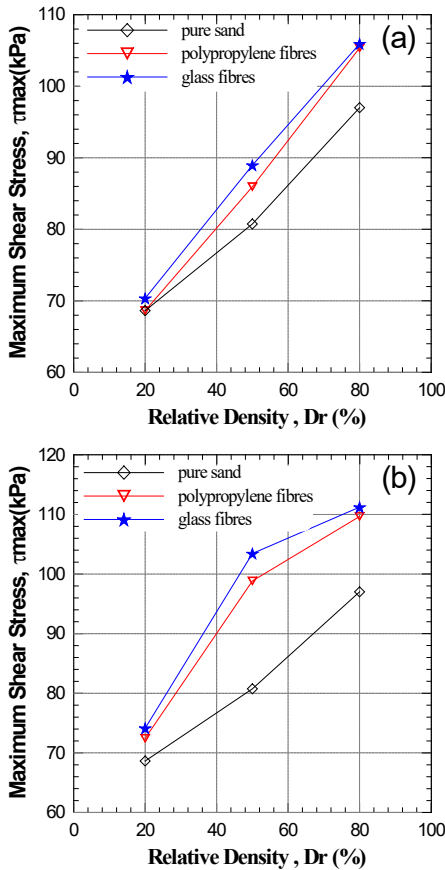 110
100
90
80
70
60
Maximum Shear Stress, τmax(kPa)
pure sand
polypropylene fibres
glass fibres
(a)
0 20 40 60 80 100
Relative Density , Dr (%)
120
110
100
90
80
70
60
Maximum Shear Stress, τmax(kPa)
pure sand
polypropylene fibres
glass fibres
(b)
0 20 40 60 80 100
Relative Density , Dr (%)